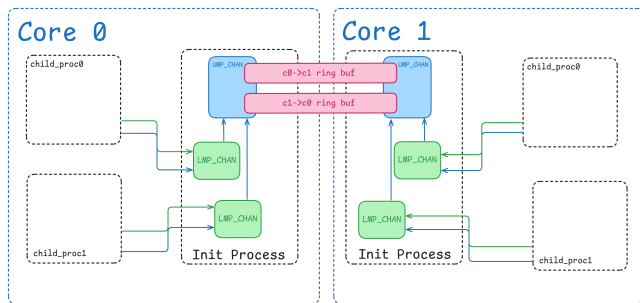 Core 0
child_proc0
UMP_CHAN
c0->c1 ring buf
c1->c0 ring buf
LMP_CHAN
LMP_CHAN
child_proc1
Init Process
Core 1
UMP_CHAN
child_proc0
LMP_CHAN
LMP_CHAN
Init Process
child_proc1